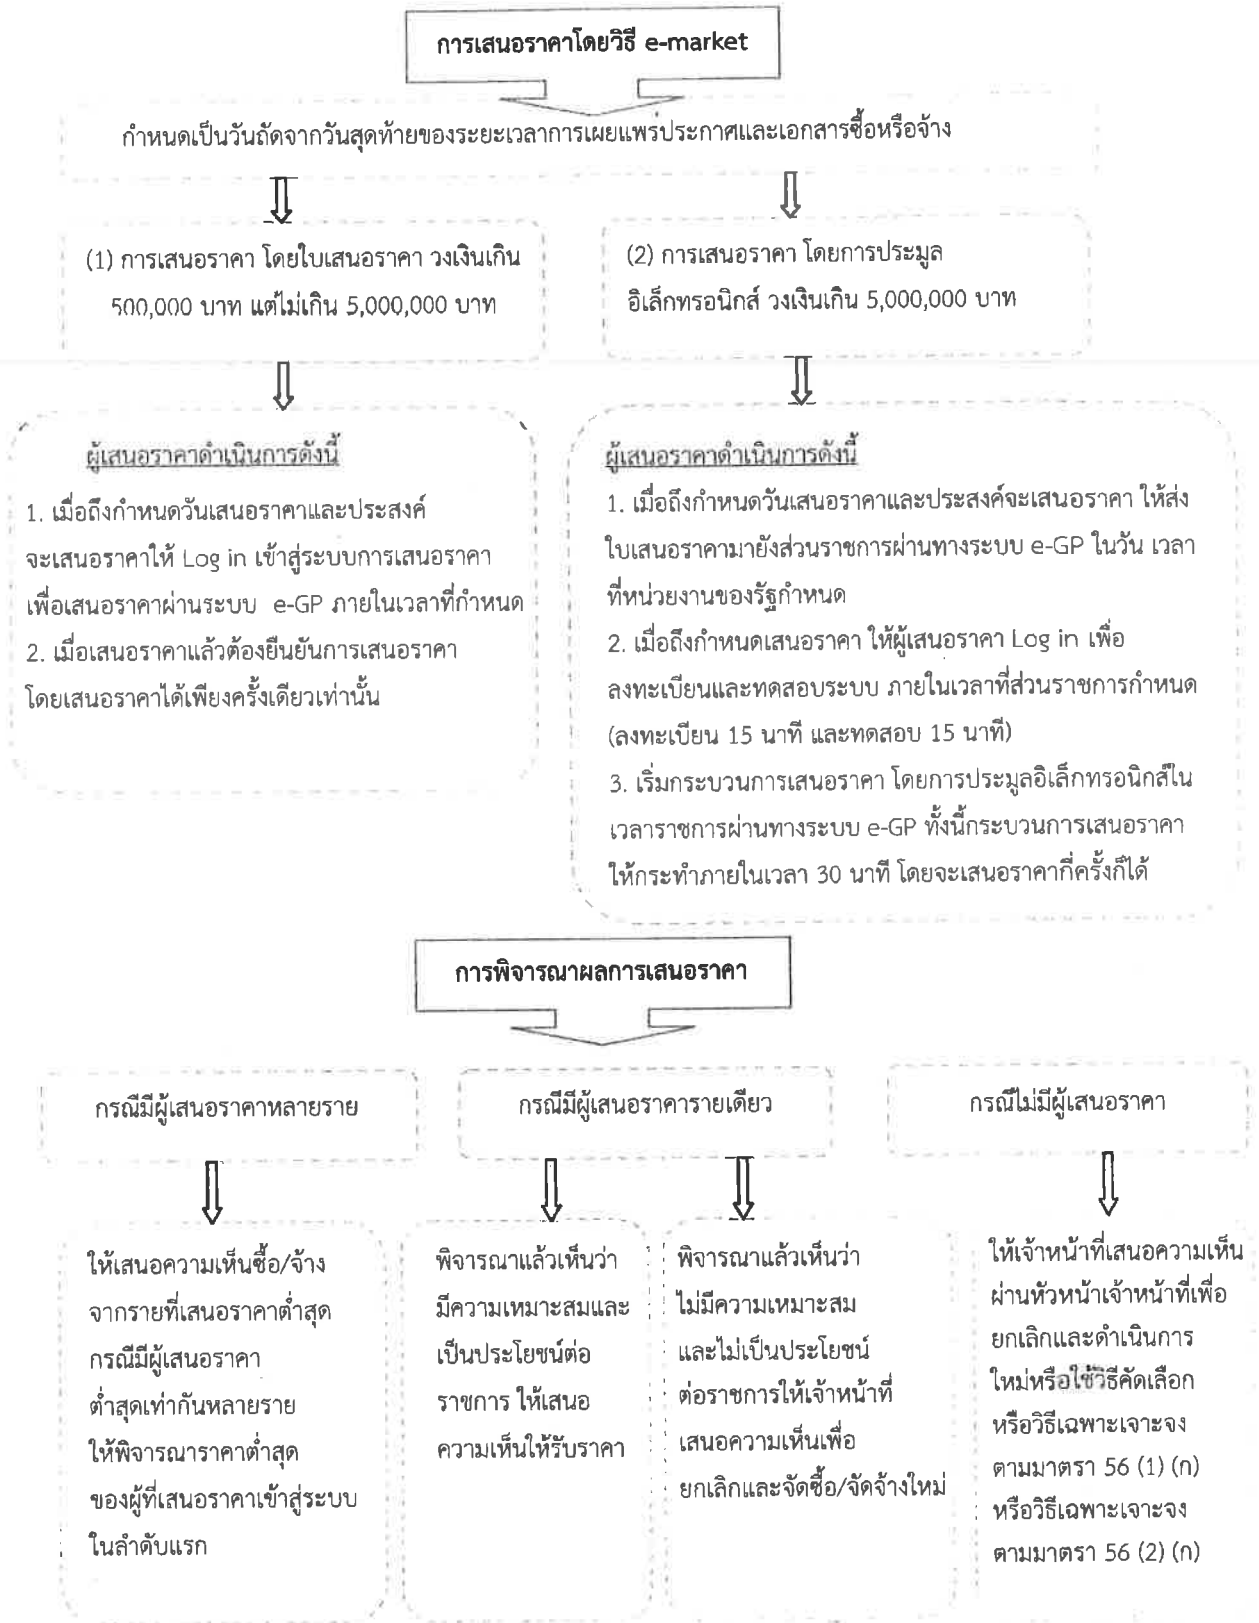 การเสนอราคาโดยวิธี e-market
กำหนดเป็นวันถัดจากวันสุดท้ายของระยะเวลาการเผยแพร่ประกาศและเอกสารซื้อหรือจ้าง
(1) การเสนอราคา โดยใบเสนอราคา วงเงินเกิน
500,000 บาท แต่ไม่เกิน 5,000,000 บาท
(2) การเสนอราคา โดยการประมูล
อิเล็กทรอนิกส์ วงเงินเกิน 5,000,000 บาท
ผู้เสนอราคาดำเนินการดังนี้
1. เมื่อถึงกำหนดวันเสนอราคาและประสงค์
จะเสนอราคาให้ Log in เข้าสู่ระบบการเสนอราคา
เพื่อเสนอราคาผ่านระบบ e-GP ภายในเวลาที่กำหนด
2. เมื่อเสนอราคาแล้วต้องยืนยันการเสนอราคา
โดยเสนอราคาได้เพียงครั้งเดียวเท่านั้น
ผู้เสนอราคาดำเนินการดังนี้
1. เมื่อถึงกำหนดวันเสนอราคาและประสงค์จะเสนอราคา ให้ส่ง
ใบเสนอราคามายังส่วนราชการผ่านทางระบบ e-GP ในวัน เวลา
ที่หน่วยงานของรัฐกำหนด
2. เมื่อถึงกำหนดเสนอราคา ให้ผู้เสนอราคา Log in เพื่อ
ลงทะเบียนและทดสอบระบบ ภายในเวลาที่ส่วนราชการกำหนด
(ลงทะเบียน 15 นาที และทดสอบ 15 นาที)
3. เริ่มกระบวนการเสนอราคา โดยการประมูลอิเล็กทรอนิกส์ใน
เวลาราชการผ่านทางระบบ e-GP ทั้งนี้กระบวนการเสนอราคา
ให้กระทำภายในเวลา 30 นาที โดยจะเสนอราคากี่ครั้งก็ได้
การพิจารณาผลการเสนอราคา
กรณีมีผู้เสนอราคาหลายราย
กรณีมีผู้เสนอราคารายเดียว
กรณีไม่มีผู้เสนอราคา
ให้เสนอความเห็นซื้อ/จ้าง
จากรายที่เสนอราคาต่ำสุด
กรณีมีผู้เสนอราคา
ต่ำสุดเท่ากันหลายราย
ให้พิจารณาราคาต่ำสุด
ของผู้ที่เสนอราคาเข้าสู่ระบบ
ในลำดับแรก
พิจารณาแล้วเห็นว่า
มีความเหมาะสมและ
เป็นประโยชน์ต่อ
ราชการ ให้เสนอ
ความเห็นให้รับราคา
พิจารณาแล้วเห็นว่า
ไม่มีความเหมาะสม
และไม่เป็นประโยชน์
ต่อราชการให้เจ้าหน้าที่
เสนอความเห็นเพื่อ
ยกเลิกและจัดซื้อ/จัดจ้างใหม่
ให้เจ้าหน้าที่เสนอความเห็น
ผ่านหัวหน้าเจ้าหน้าที่เพื่อ
ยกเลิกและดำเนินการ
ใหม่หรือใช้วิธีคัดเลือก
หรือวิธีเฉพาะเจาะจง
ตามมาตรา 56 (1) (ก)
หรือวิธีเฉพาะเจาะจง
ตามมาตรา 56 (2) (ก)